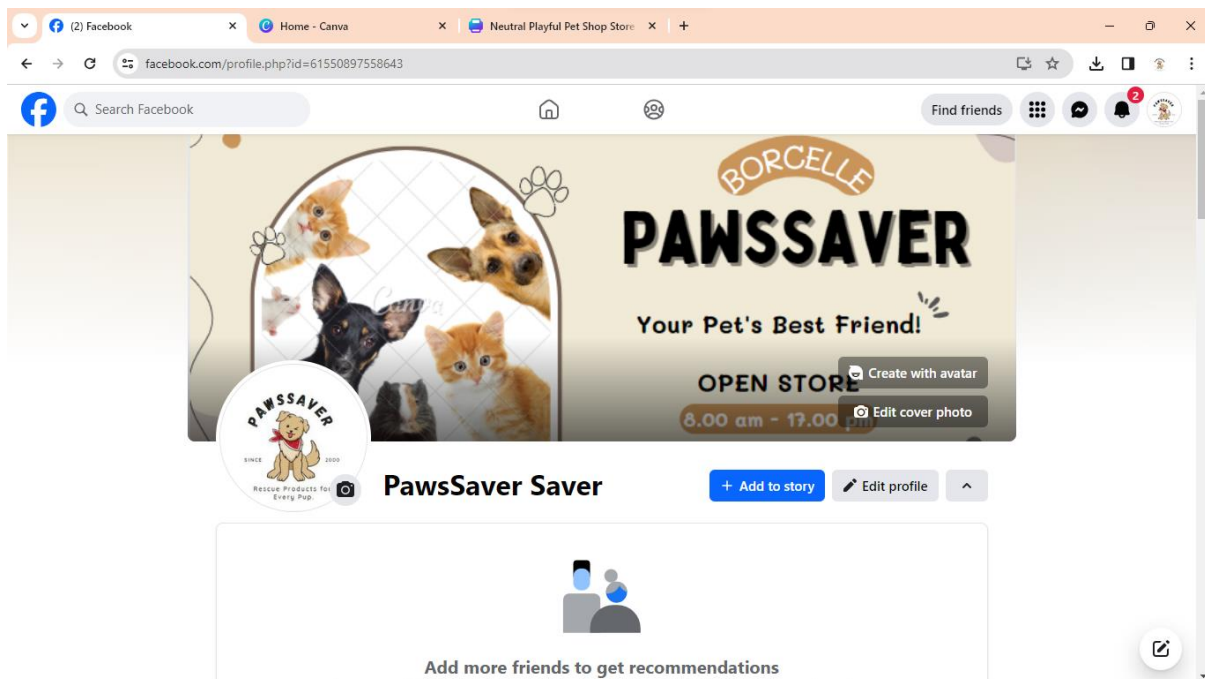 (2) Facebook
Home - Canva
Neutral Playful Pet Shop Store
facebook.com/profile.php?id=61550897558643
Search Facebook
Find friends
2
BORCELLE
PAWSSAVER
Canva
Your Pet's Best Friend!
OPEN STORE
Create with avatar
8.00 am - 17.00 pm
Edit cover photo
PAWSSAVER
SINCE 2000
Rescue Products for
Every Pup.
PawsSaver Saver
+ Add to story
Edit profile
Add more friends to get recommendations